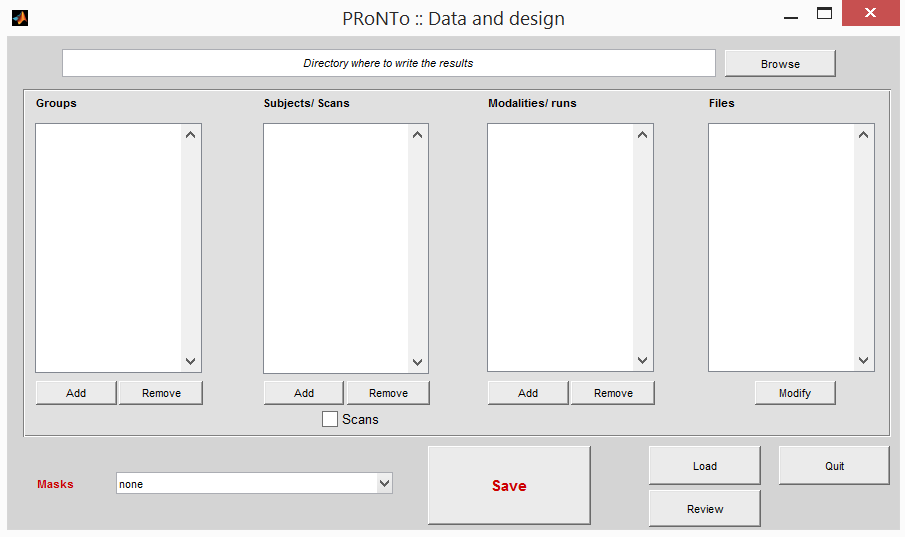 PRoNTo :: Data and design
Directory where to write the results
Browse
Groups
Subjects/ Scans
Modalities/ runs
Files
Add
Remove
Add
Remove
Add
Remove
Modify
Scans
Masks
none
Save
Load
Quit
Review